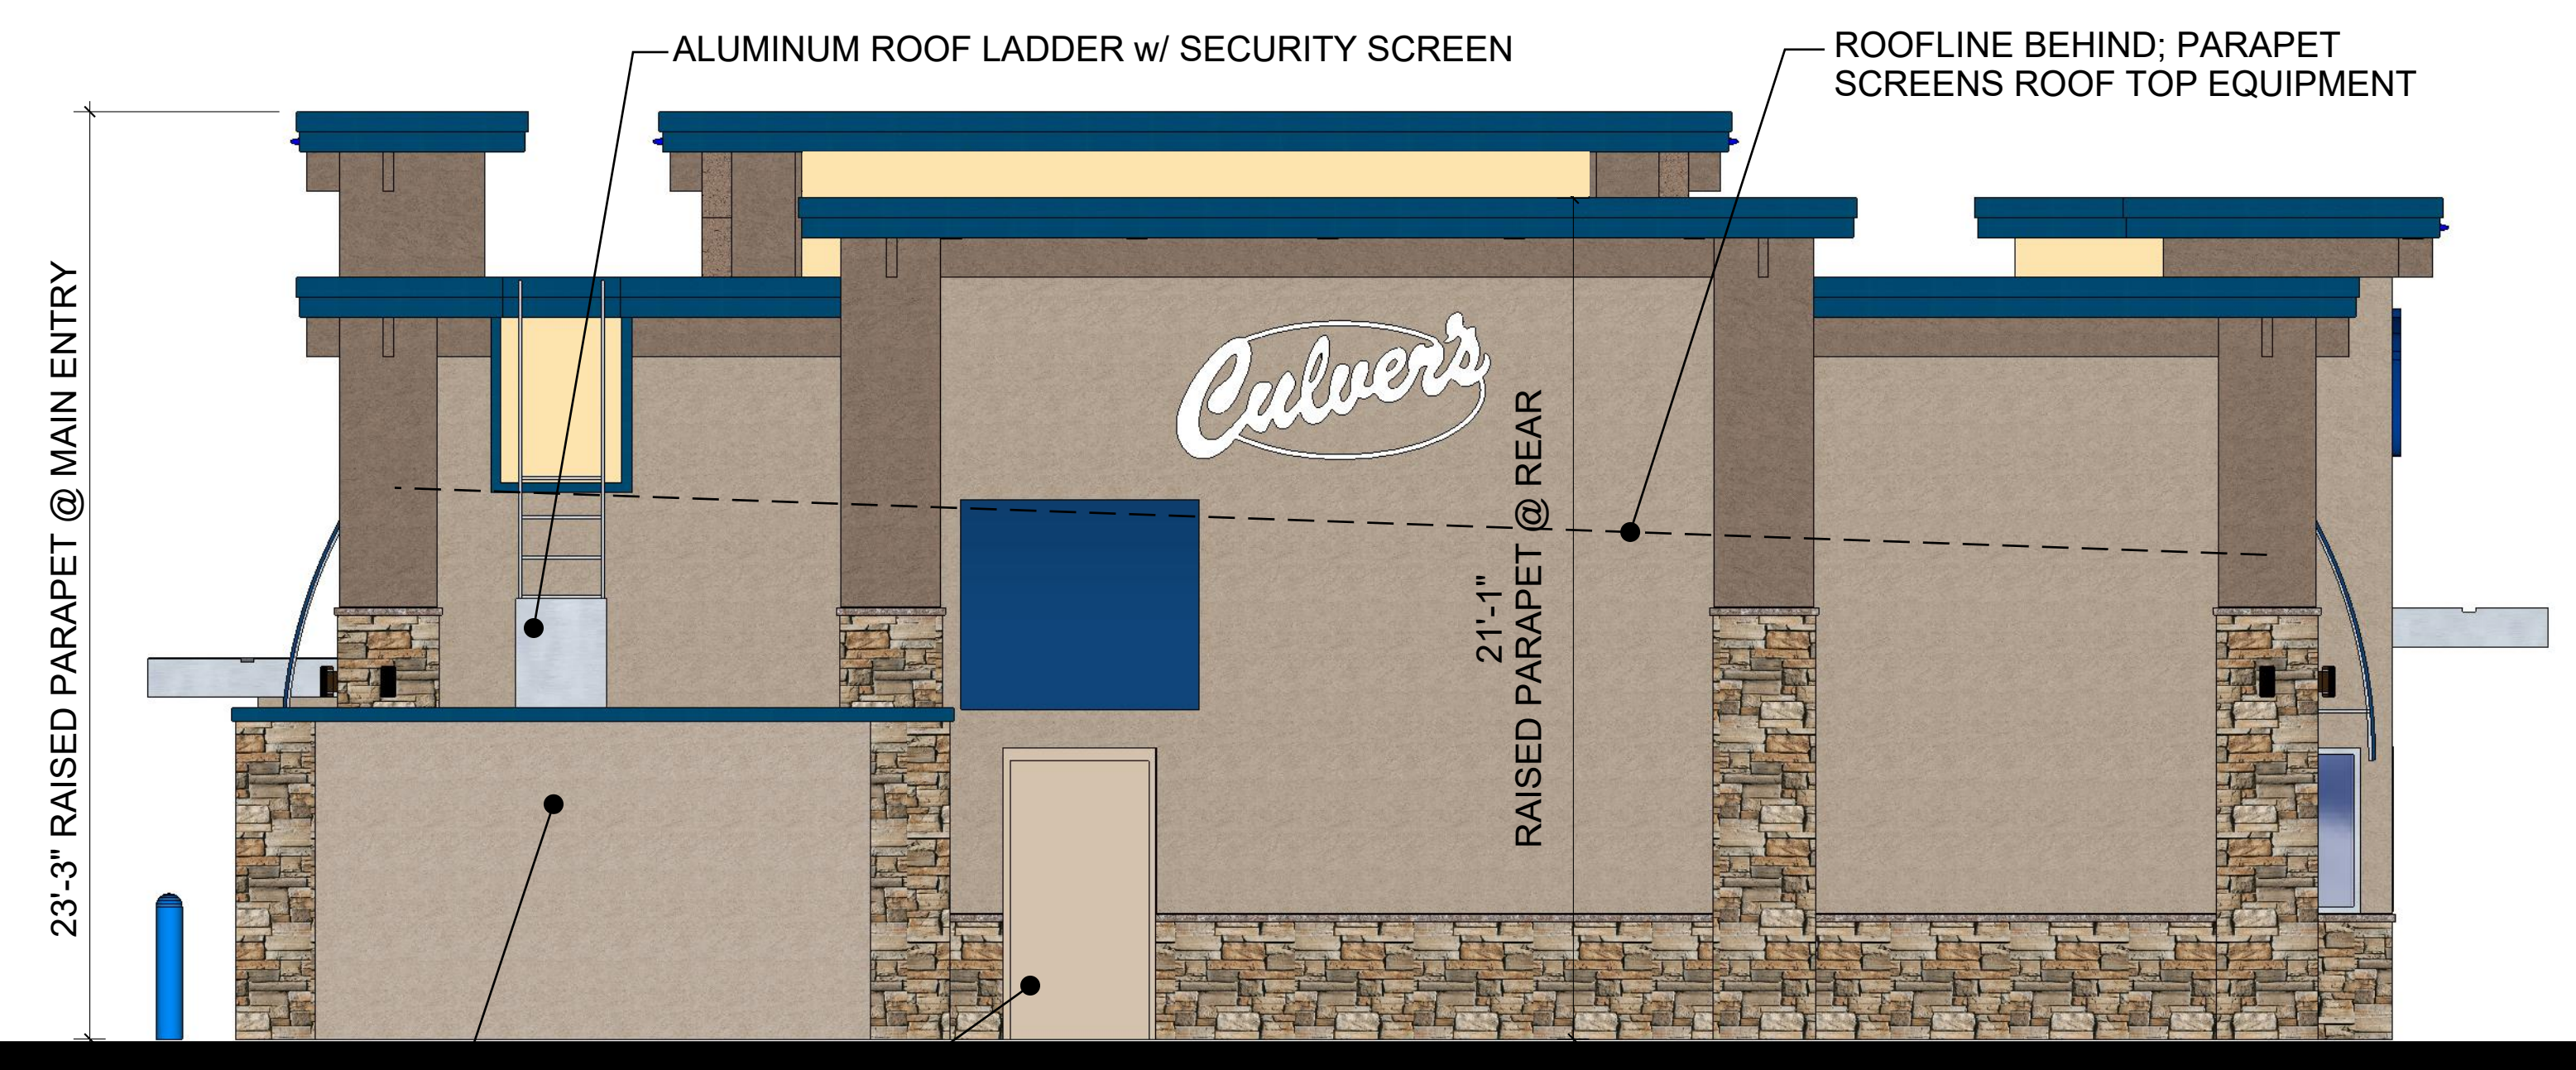 ALUMINUM ROOF LADDER w/ SECURITY SCREEN
ROOFLINE BEHIND; PARAPET
SCREENS ROOF TOP EQUIPMENT
23'-3" RAISED PARAPET @ MAIN ENTRY
Culver's
21'-1"
RAISED PARAPET @ REAR